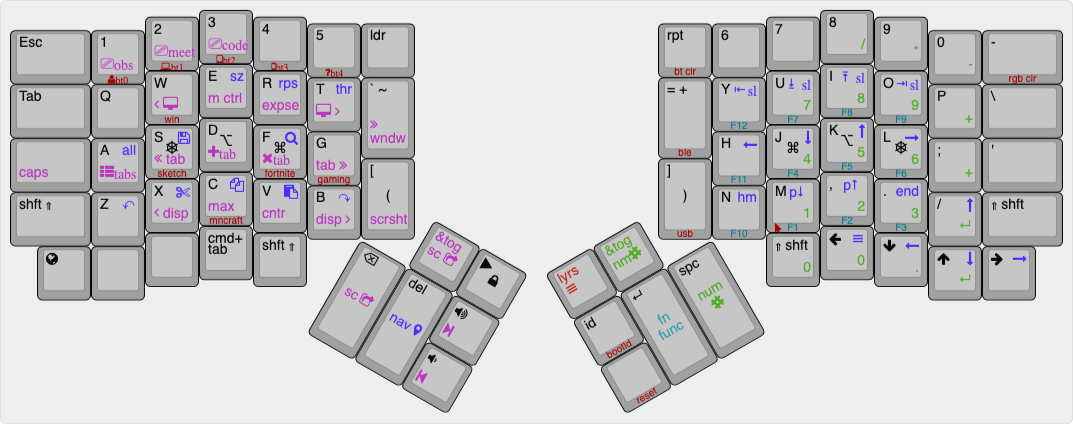 Esc
1
obs
bt0
2
meet
bt1
3
code
bt2
4
bt3
5
?bt4
ldr
Tab
Q
W
<
win
E sz
m ctrl
R rps
expse
T thr
>
` ~
»
wndw
caps
A all
tabs
S
« tab
sketch
D ⌥
+tab
F
⌘
×tab
fortnite
G
tab »
gaming
[
(
scrsht
shft ⇑
Z
X
< disp
C
max
mncraft
V
cntr
B
disp >
cmd+
tab
shft ⇑
&tog
sc
sc
del
nav
rpt
bt clr
6
7
8
/
9
*
0
-
-
rgb clr
= +
ble
Y ⇤ sl
F12
U ↓ sl
7
F7
I ↑ sl
8
F8
O ⇥ sl
9
F9
P
+
\
H ←
F11
J ↓
⌘
4
F4
K ↑
⌥
5
F5
L →
6
F6
;
+
'
]
)
usb
N hm
F10
M p↓
1
F1
, p↑
2
F2
. end
3
F3
/ ↑
↵
⇑ shft
⇑ shft
0
← ≡
0
↓ ←
.
↑ ↓
↵
→ →
lyrs
≡
&tog
nm
id
bootld
reset
↵
fn
func
spc
num